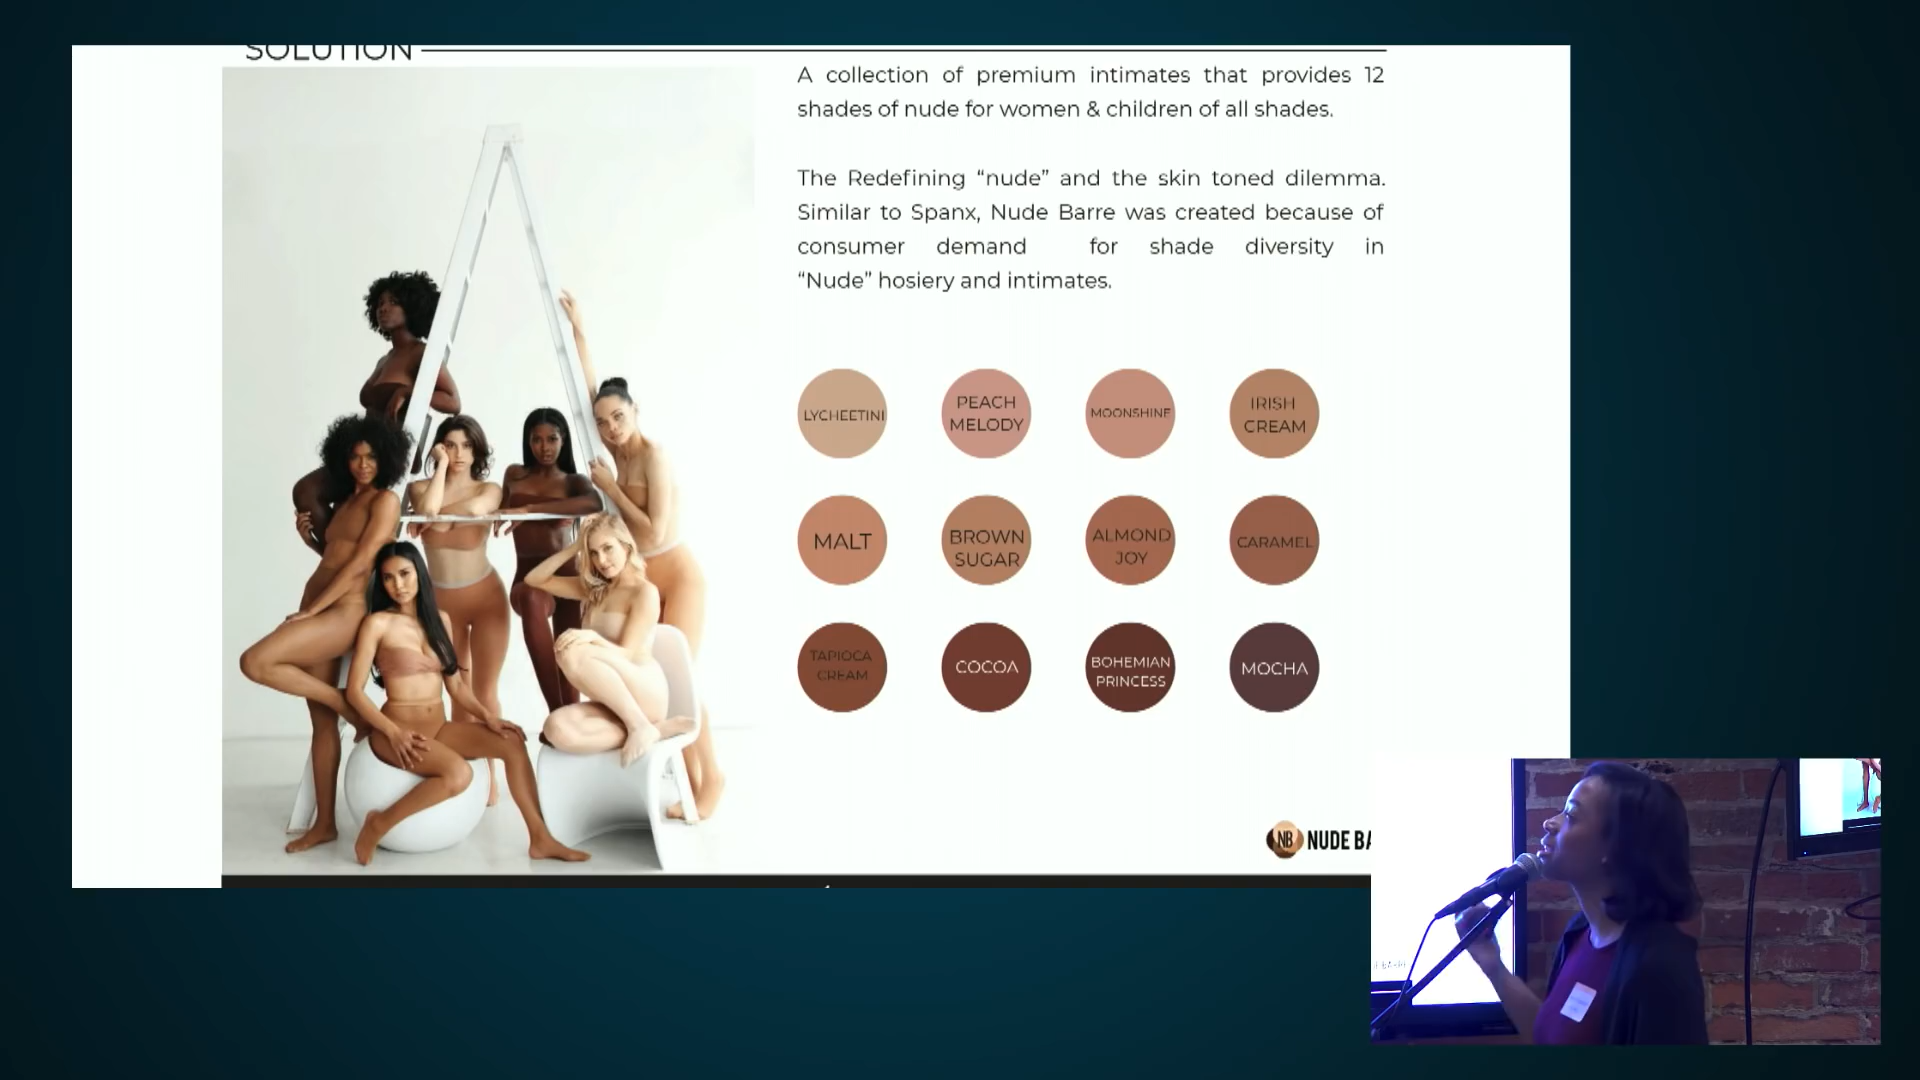 SOLUTION
A collection of premium intimates that provides 12
shades of nude for women & children of all shades.
The Redefining “nude” and the skin toned dilemma.
Similar to Spanx, Nude Barre was created because of
consumer demand for shade diversity in
“Nude” hosiery and intimates.
LYCHEETINI
PEACH
MELODY
MOONSHINE
IRISH
CREAM
MALT
BROWN
SUGAR
ALMOND
JOY
CARAMEL
TAPIOCA
CREAM
COCOA
BOHEMIAN
PRINCESS
MOCHA
NB NUDE BA